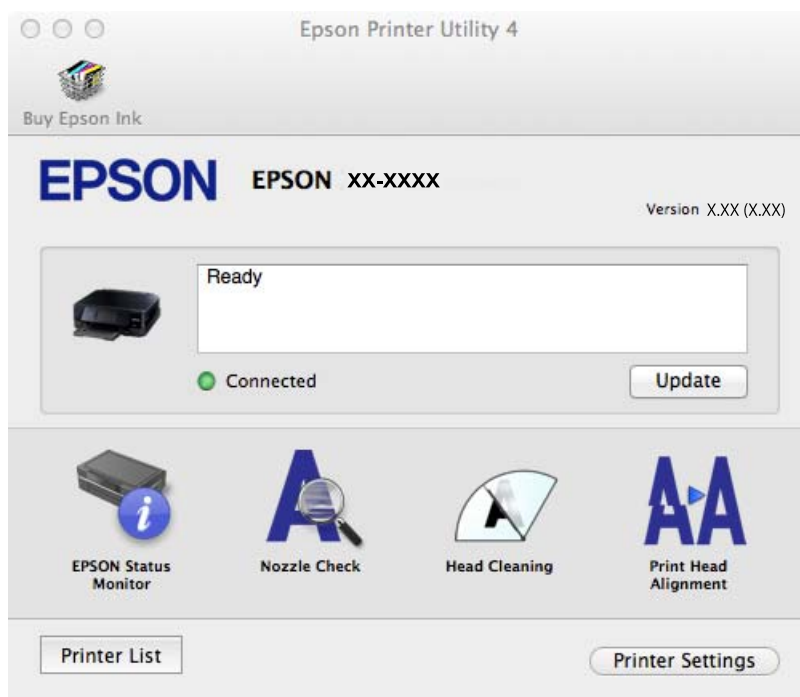 Epson Printer Utility 4
Buy Epson Ink
EPSON EPSON XX-XXXX
Version X.XX (X.XX)
Ready
Connected
Update
EPSON Status
Monitor
Nozzle Check
Head Cleaning
Print Head
Alignment
Printer List
Printer Settings